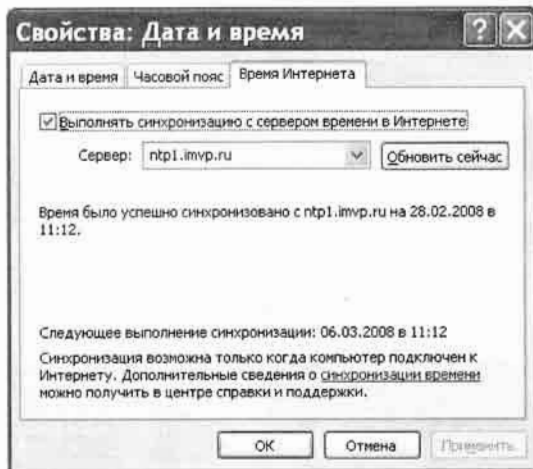 Свойства: Дата и время
Дата и время
Часовой пояс
Время Интернета
Выполнять синхронизацию с сервером времени в Интернете
Сервер:
ntp1.imvp.ru
Обновить сейчас
Время было успешно синхронизовано с ntp1.imvp.ru на 28.02.2008 в
11:12.
Следующее выполнение синхронизации: 06.03.2008 в 11:12
Синхронизация возможна только когда компьютер подключен к
Интернету. Дополнительные сведения о синхронизации времени
можно получить в центре справки и поддержки.
ОК
Отмена
Применить